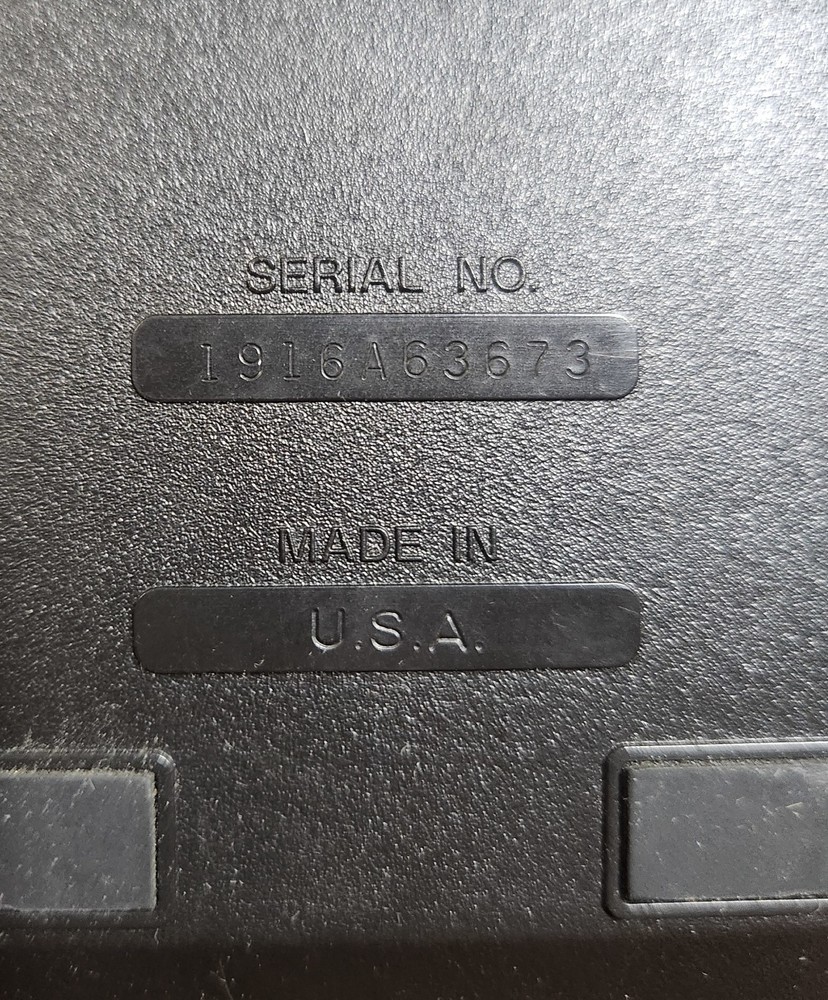 SERIAL NO.
1916A63673
MADE IN
U.S.A.